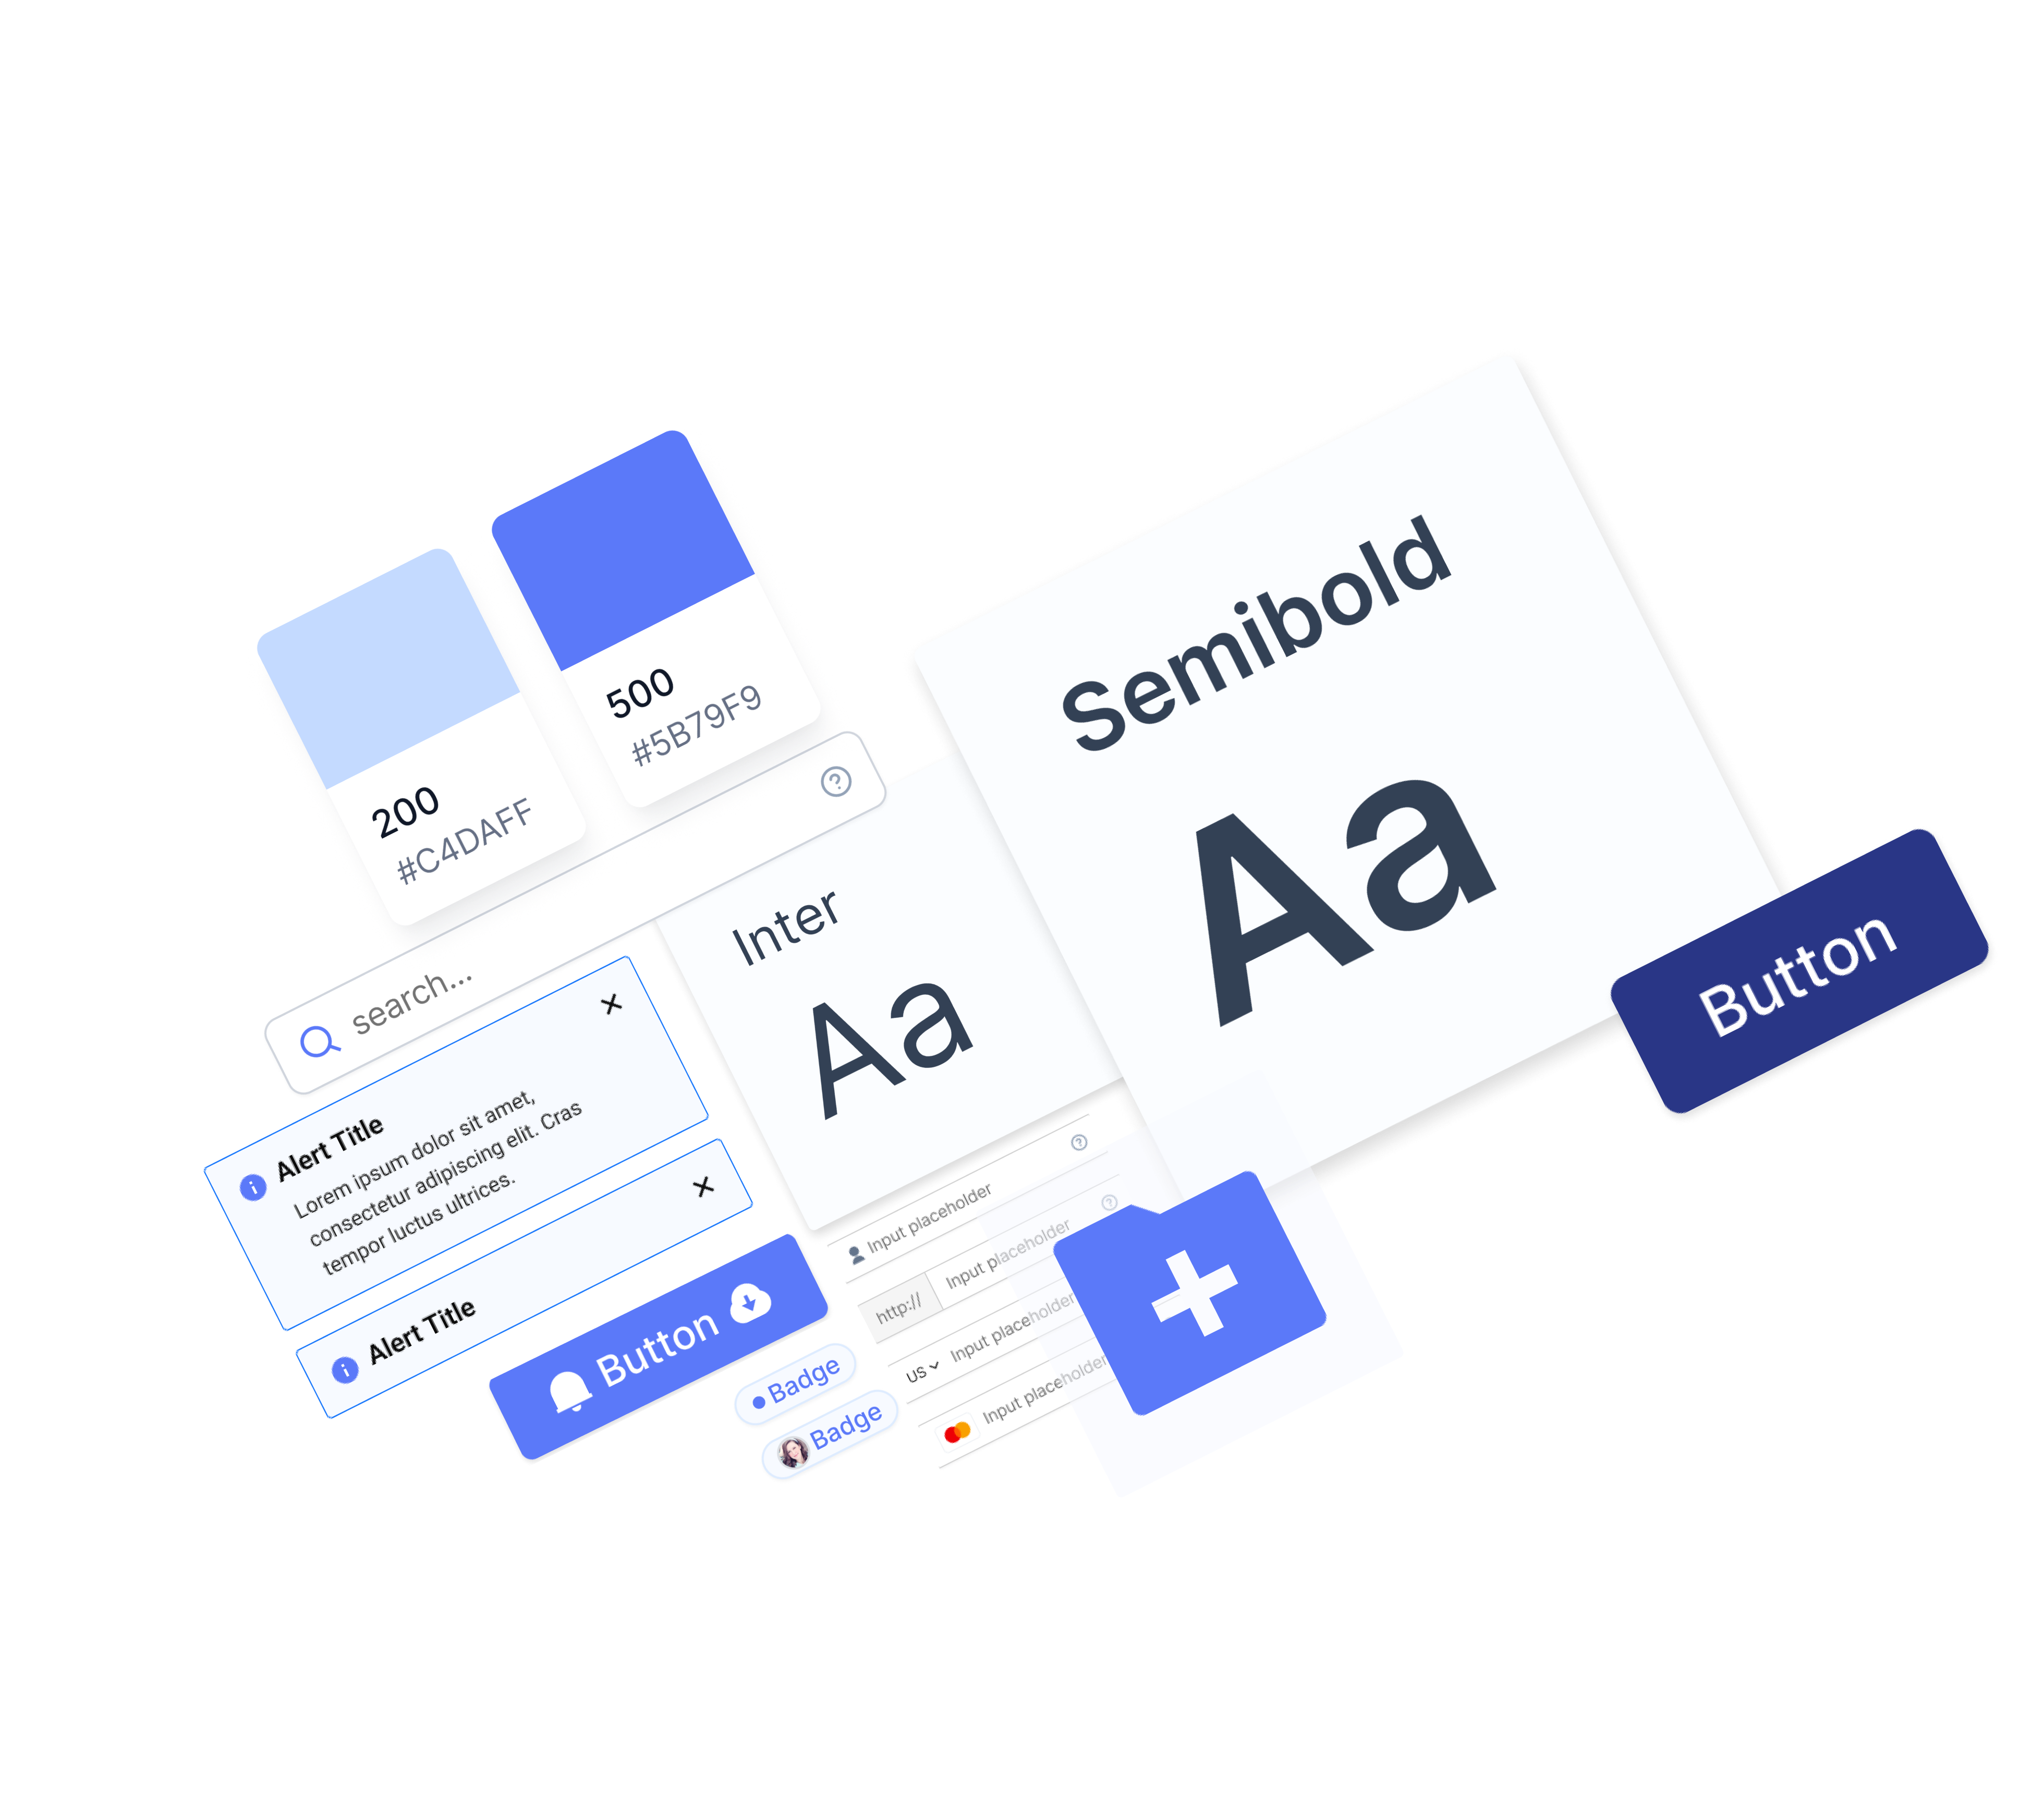 500
#5B79F9
200
#C4DAFF
search...
Inter
Aa
Semibold
Aa
Button
Alert Title
Lorem ipsum dolor sit amet,
consectetur adipiscing elit. Cras
tempor luctus ultrices.
Alert Title
Button
Badge
Badge
Input placeholder
http:// Input placeholder
US Input placeholder
Input placeholder